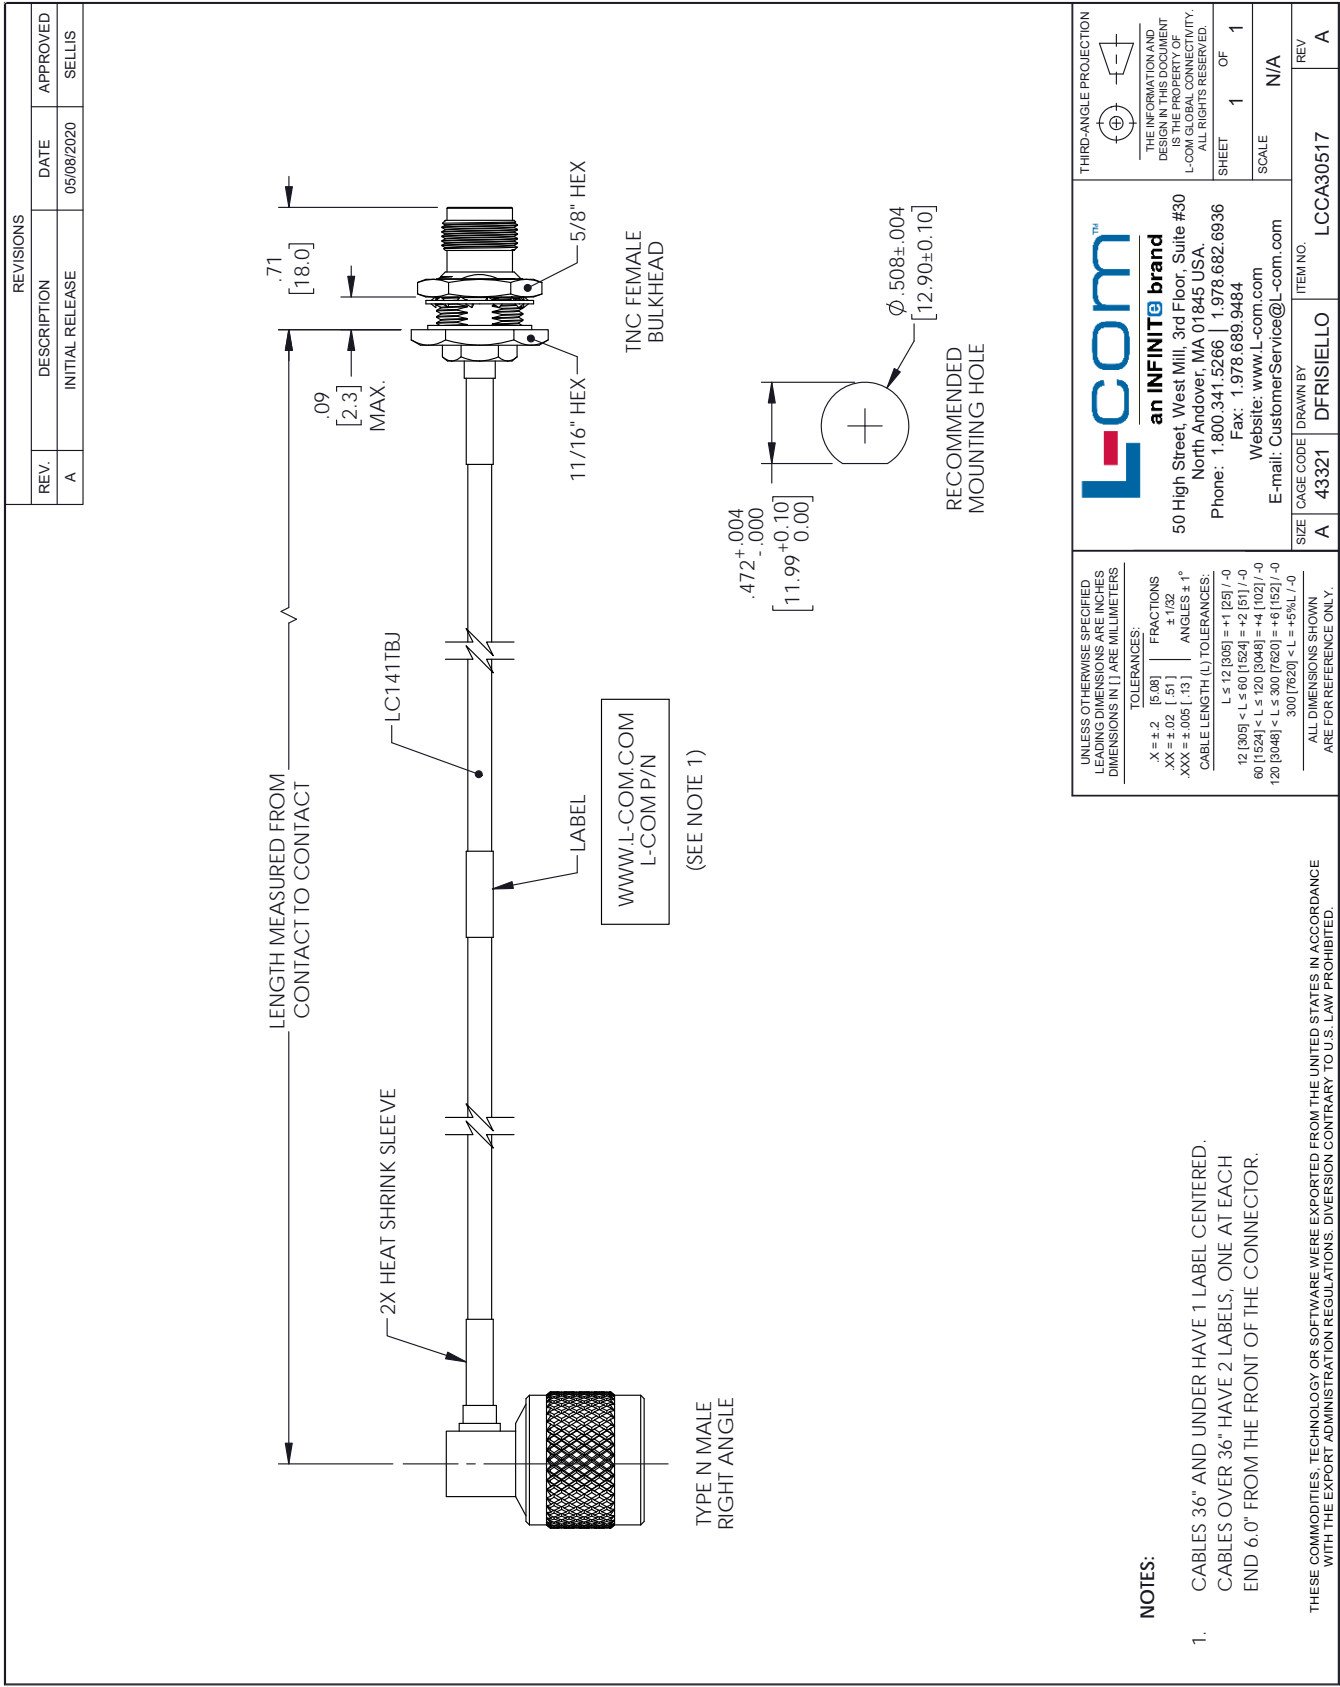 REVISIONS
REV. DESCRIPTION DATE APPROVED
A INITIAL RELEASE 05/08/2020 SELLIS
LENGTH MEASURED FROM
CONTACT TO CONTACT
.71
[18.0]
.09
[2.3]
MAX.
2X HEAT SHRINK SLEEVE
LC141TBJ
LABEL
WWW.L-COM.COM
L-COM P/N
(SEE NOTE 1)
11/16" HEX
5/8" HEX
TNC FEMALE
BULKHEAD
TYPE N MALE
RIGHT ANGLE
.472 +.004
-.000
[11.99 +0.10]
0.00
Ø.508±.004
[12.90±0.10]
RECOMMENDED
MOUNTING HOLE
NOTES:
1. CABLES 36" AND UNDER HAVE 1 LABEL CENTERED.
CABLES OVER 36" HAVE 2 LABELS, ONE AT EACH
END 6.0" FROM THE FRONT OF THE CONNECTOR.
THESE COMMODITIES, TECHNOLOGY OR SOFTWARE WERE EXPORTED FROM THE UNITED STATES IN ACCORDANCE
WITH THE EXPORT ADMINISTRATION REGULATIONS. DIVERSION CONTRARY TO U.S. LAW PROHIBITED.
UNLESS OTHERWISE SPECIFIED
LEADING DIMENSIONS ARE INCHES
DIMENSIONS IN [ ] ARE MILLIMETERS
TOLERANCES:
.X = ±.2 [5.08] FRACTIONS
.XX = ±.02 [.51] ± 1/32
.XXX = ±.005 [.13] ANGLES ± 1°
CABLE LENGTH (L) TOLERANCES:
L ≤ 12 [305] = +1 [25] / -0
12 [305] < L ≤ 60 [1524] = +2 [51] / -0
60 [1524] < L ≤ 120 [3048] = +4 [102] / -0
120 [3048] < L ≤ 300 [7620] = +6 [152] / -0
300 [7620] < L = +5%L / -0
ALL DIMENSIONS SHOWN
ARE FOR REFERENCE ONLY.
L-com™
an INFINITe brand
50 High Street, West Mill, 3rd Floor, Suite #30
North Andover, MA 01845 USA.
Phone: 1.800.341.5266 | 1.978.682.6936
Fax: 1.978.689.9484
Website: www.L-com.com
E-mail: CustomerService@L-com.com
THIRD-ANGLE PROJECTION
THE INFORMATION AND
DESIGN IN THIS DOCUMENT
IS THE PROPERTY OF
L-COM GLOBAL CONNECTIVITY.
ALL RIGHTS RESERVED.
SHEET 1 OF 1
SCALE N/A
SIZE A
CAGE CODE 43321
DRAWN BY DFRISIELLO
ITEM NO. LCCA30517
REV A